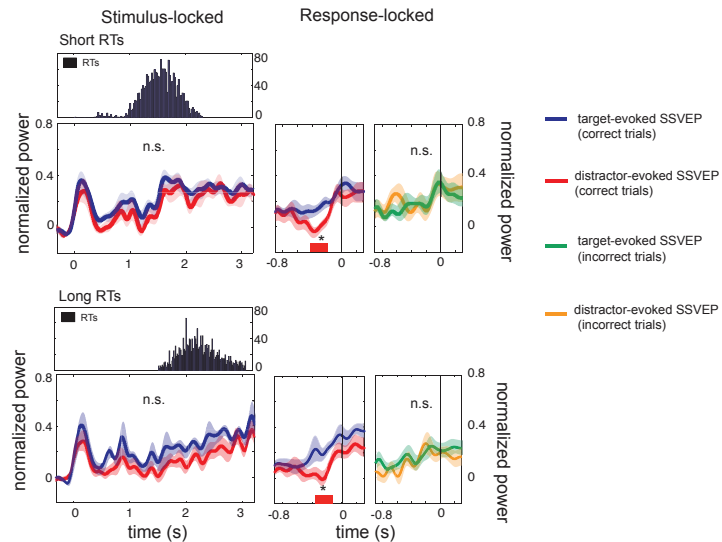 Stimulus-locked
Response-locked
Short RTs
RTs
80
40
0
normalized power
0.8
0.4
0
n.s.
0
1
2
3
*
-0.8
0
n.s.
-0.8
0
0.8
0.4
0
normalized power
target-evoked SSVEP
(correct trials)
distractor-evoked SSVEP
(correct trials)
target-evoked SSVEP
(incorrect trials)
distractor-evoked SSVEP
(incorrect trials)
Long RTs
RTs
80
40
0
normalized power
0.8
0.4
0
n.s.
0
1
2
3
time (s)
*
-0.8
0
n.s.
-0.8
0
time (s)
0.8
0.4
0
normalized power